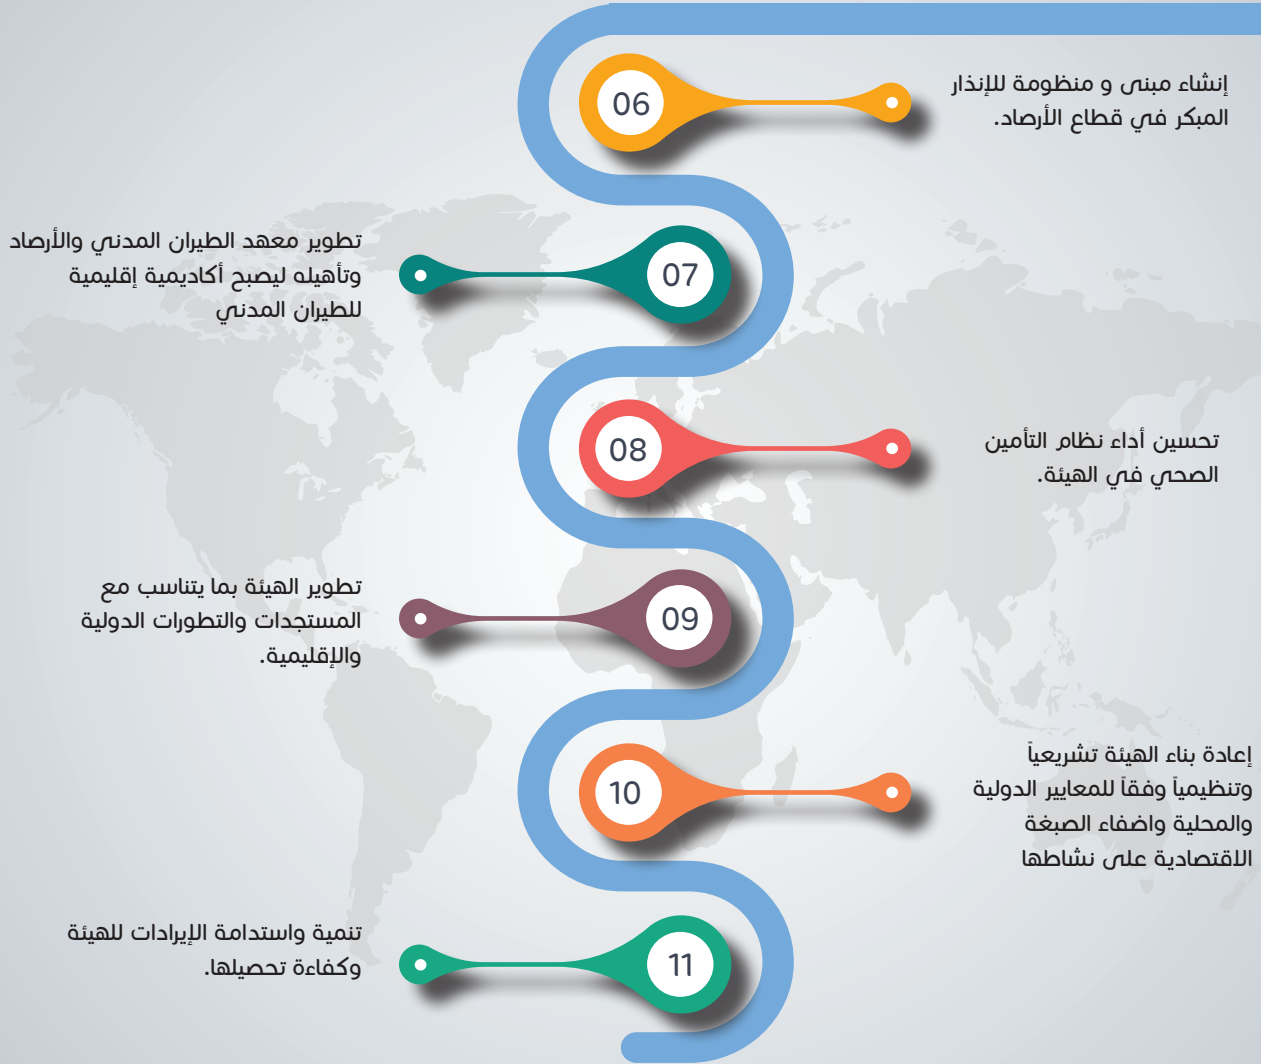 06
إنشاء مبنى و منظومة للإنذار
المبكر في قطاع الأرصاد.
07
تطوير معهد الطيران المدني والأرصاد
وتأهيله ليصبح أكاديمية إقليمية
للطيران المدني
08
تحسين أداء نظام التأمين
الصحي في الهيئة.
09
تطوير الهيئة بما يتناسب مع
المستجدات والتطورات الدولية
والإقليمية.
10
إعادة بناء الهيئة تشريعياً
وتنظيمياً وفقاً للمعايير الدولية
والمحلية واضفاء الصبغة
الاقتصادية على نشاطها
11
تنمية واستدامة الإيرادات للهيئة
وكفاءة تحصيلها.